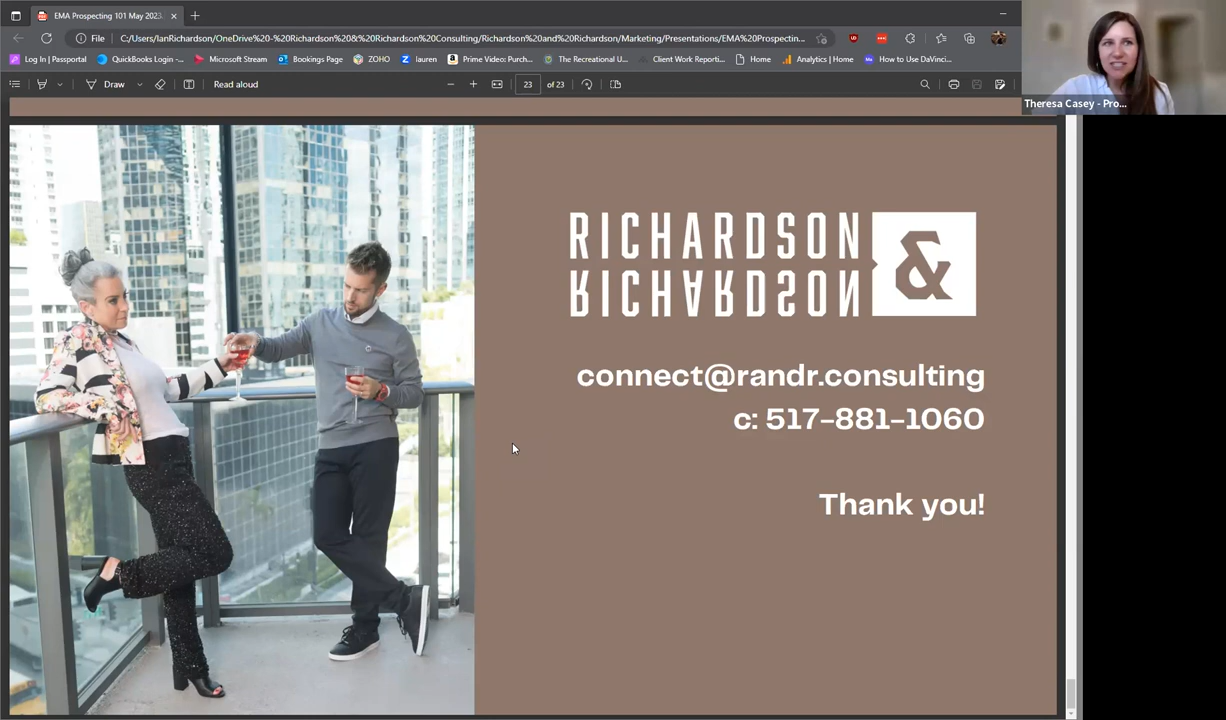 EMA Prospecting 101 May 2023.
File
C:/Users/IanRichardson/OneDrive%20-%20Richardson%20&%20Richardson%20Consulting/Richardson%20and%20Richardson/Marketing/Presentations/EMA%20Prospectin...
Log In | Passportal
QuickBooks Login -...
Microsoft Stream
Bookings Page
ZOHO
lauren
Prime Video: Purch...
The Recreational U...
Client Work Reporti...
Home
Analytics | Home
How to Use DaVinci...
Draw
Read aloud
23 of 23
Theresa Casey - Pro...
RICHARDSON &
RICHARDSON
connect@randr.consulting
c: 517-881-1060
Thank you!